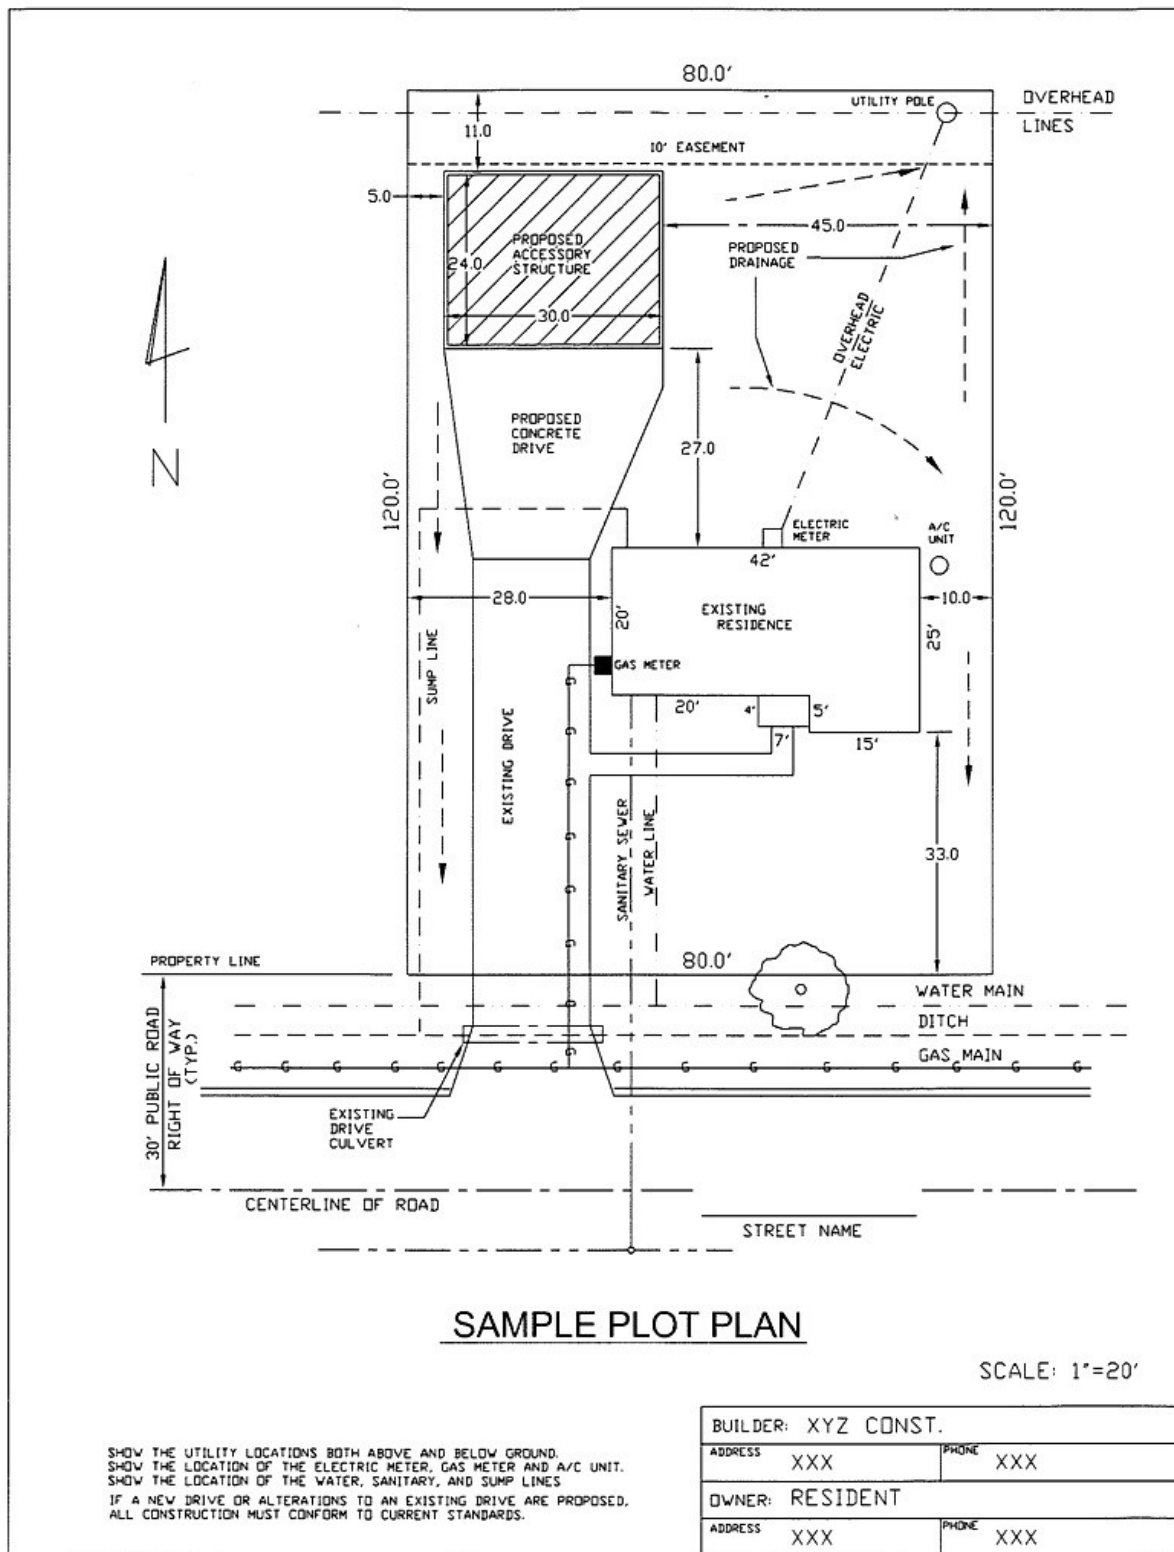 80.0'
UTILITY POLE
OVERHEAD
LINES
11.0
10' EASEMENT
5.0
45.0
PROPOSED
ACCESSORY
STRUCTURE
24.0
30.0
PROPOSED
DRAINAGE
OVERHEAD
ELECTRIC
N
PROPOSED
CONCRETE
DRIVE
27.0
120.0'
120.0'
ELECTRIC
METER
A/C
UNIT
42'
28.0
10.0
EXISTING
RESIDENCE
20'
25'
SUMP LINE
GAS METER
G
20'
4'
5'
7'
15'
G
G
EXISTING DRIVE
G
SANITARY SEWER
WATER LINE
33.0
G
G
80.0'
PROPERTY LINE
WATER MAIN
G
DITCH
G
GAS MAIN
G G G G G G G G G G G G G
30' PUBLIC ROAD
RIGHT OF WAY
(TYP.)
EXISTING
DRIVE
CULVERT
CENTERLINE OF ROAD
STREET NAME
SAMPLE PLOT PLAN
SCALE: 1"=20'
SHOW THE UTILITY LOCATIONS BOTH ABOVE AND BELOW GROUND.
SHOW THE LOCATION OF THE ELECTRIC METER, GAS METER AND A/C UNIT.
SHOW THE LOCATION OF THE WATER, SANITARY, AND SUMP LINES
IF A NEW DRIVE OR ALTERATIONS TO AN EXISTING DRIVE ARE PROPOSED,
ALL CONSTRUCTION MUST CONFORM TO CURRENT STANDARDS.
BUILDER: XYZ CONST.
ADDRESS XXX PHONE XXX
OWNER: RESIDENT
ADDRESS XXX PHONE XXX